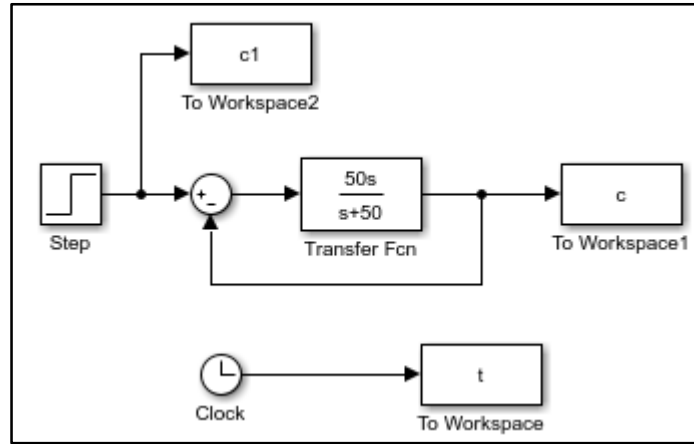 c1
To Workspace2
+
−
50s
s+50
c
Step
Transfer Fcn
To Workspace1
t
Clock
To Workspace